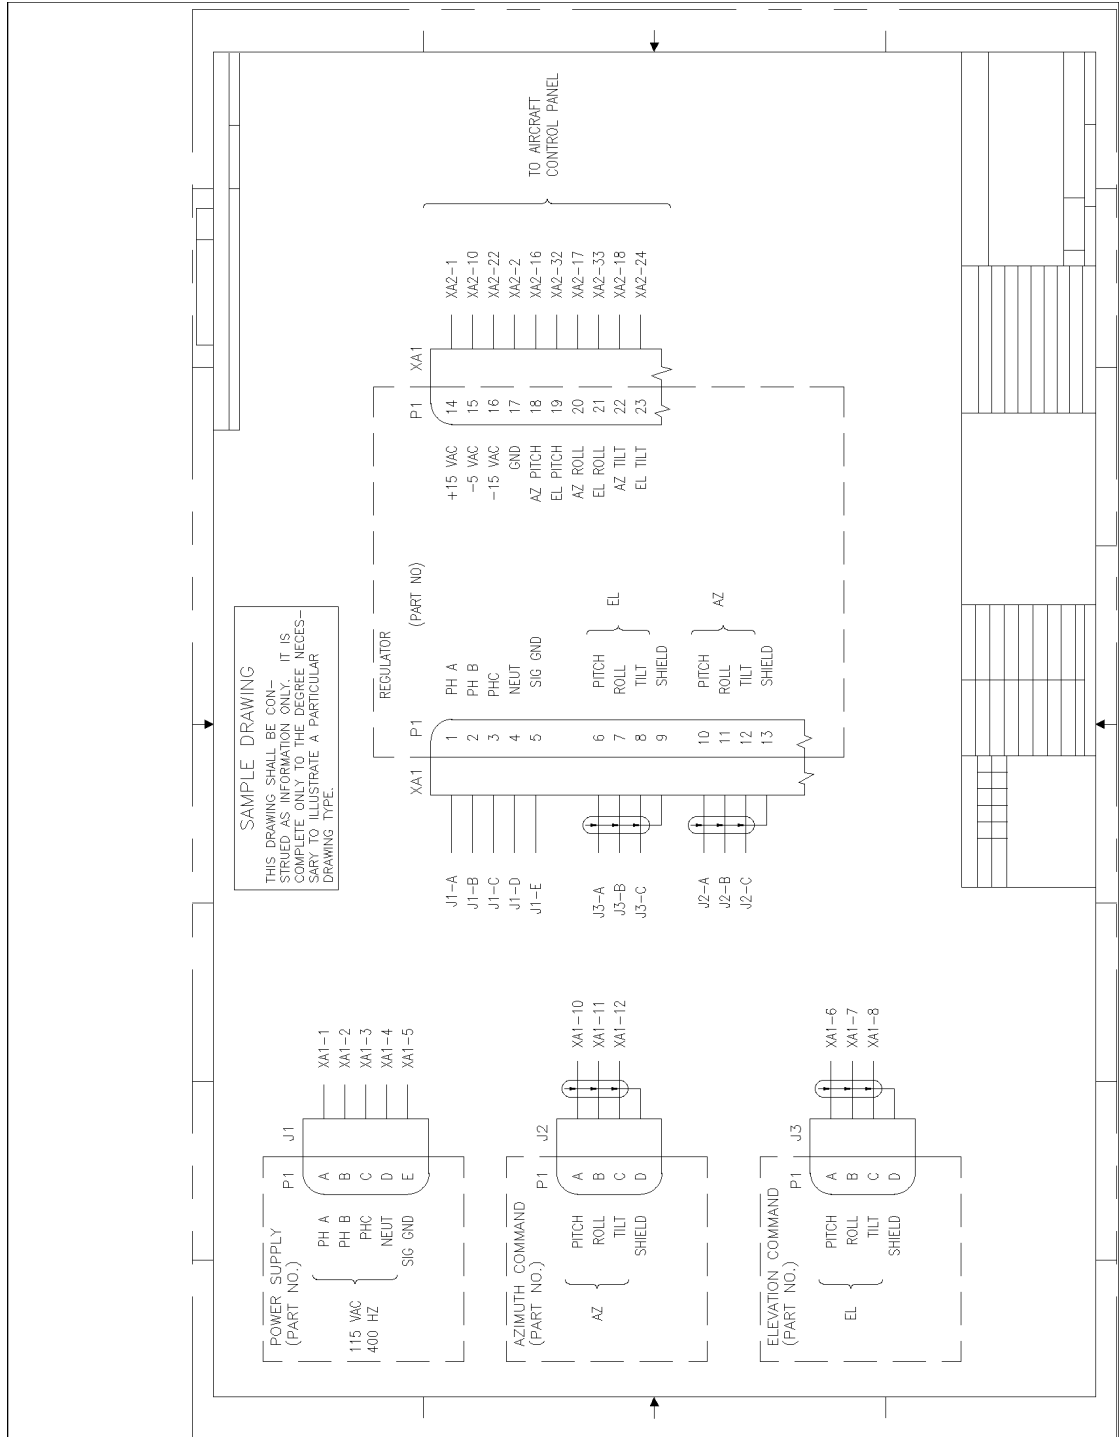 SAMPLE DRAWING
THIS DRAWING SHALL BE CON-
STRUED AS INFORMATION ONLY. IT IS
COMPLETE ONLY TO THE DEGREE NECES-
SARY TO ILLUSTRATE A PARTICULAR
DRAWING TYPE.
POWER SUPPLY
(PART NO.)
P1
J1
115 VAC
400 HZ
PH A A XA1-1
PH B B XA1-2
PHC C XA1-3
NEUT D XA1-4
SIG GND E XA1-5
AZIMUTH COMMAND
(PART NO.)
P1
J2
AZ
PITCH A XA1-10
ROLL B XA1-11
TILT C XA1-12
SHIELD D
ELEVATION COMMAND
(PART NO.)
P1
J3
EL
PITCH A XA1-6
ROLL B XA1-7
TILT C XA1-8
SHIELD D
REGULATOR
(PART NO)
XA1
P1
J1-A 1 PH A
J1-B 2 PH B
J1-C 3 PHC
J1-D 4 NEUT
J1-E 5 SIG GND
J3-A 6 PITCH
J3-B 7 ROLL
J3-C 8 TILT
9 SHIELD
EL
J2-A 10 PITCH
J2-B 11 ROLL
J2-C 12 TILT
13 SHIELD
AZ
P1
XA1
+15 VAC 14 XA2-1
-5 VAC 15 XA2-10
-15 VAC 16 XA2-22
GND 17 XA2-2
AZ PITCH 18 XA2-16
EL PITCH 19 XA2-32
AZ ROLL 20 XA2-17
EL ROLL 21 XA2-33
AZ TILT 22 XA2-18
EL TILT 23 XA2-24
TO AIRCRAFT
CONTROL PANEL